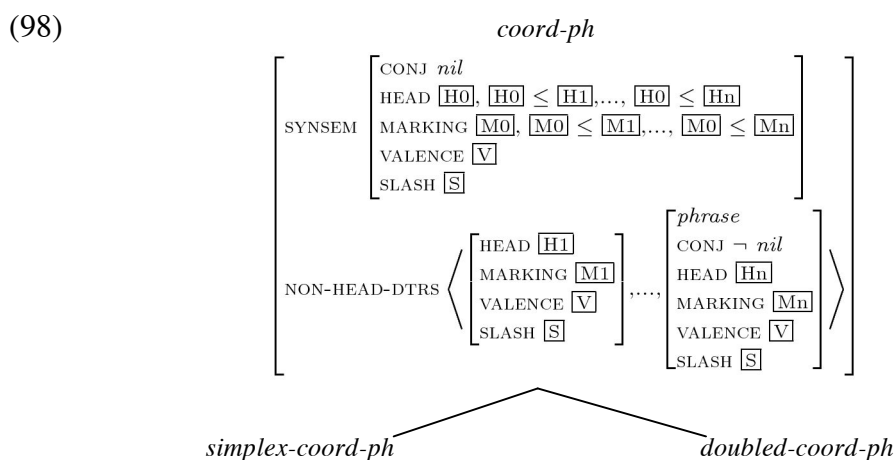 (98)
coord-ph
CONJ nil
HEAD H0, H0 ≤ H1,..., H0 ≤ Hn
SYNSEM MARKING M0, M0 ≤ M1,..., M0 ≤ Mn
VALENCE V
SLASH S
phrase
CONJ ¬ nil
HEAD H1 HEAD Hn
NON-HEAD-DTRS ⟨ MARKING M1 ,..., MARKING Mn ⟩
VALENCE V VALENCE V
SLASH S SLASH S
simplex-coord-ph doubled-coord-ph